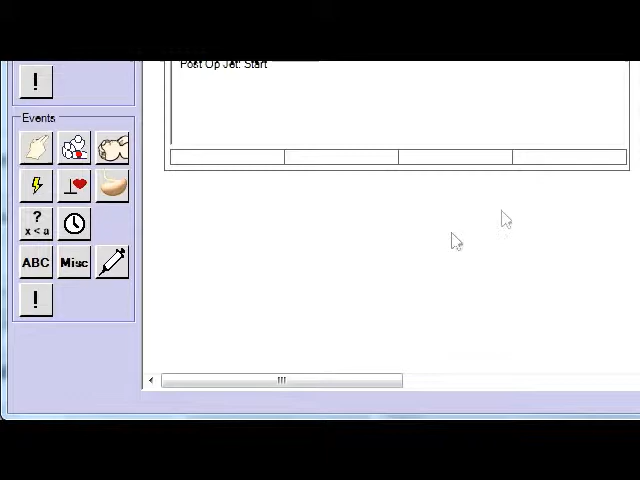 Post Up Jet: Start
!
Events
?
x < a
ABC
Misc
!